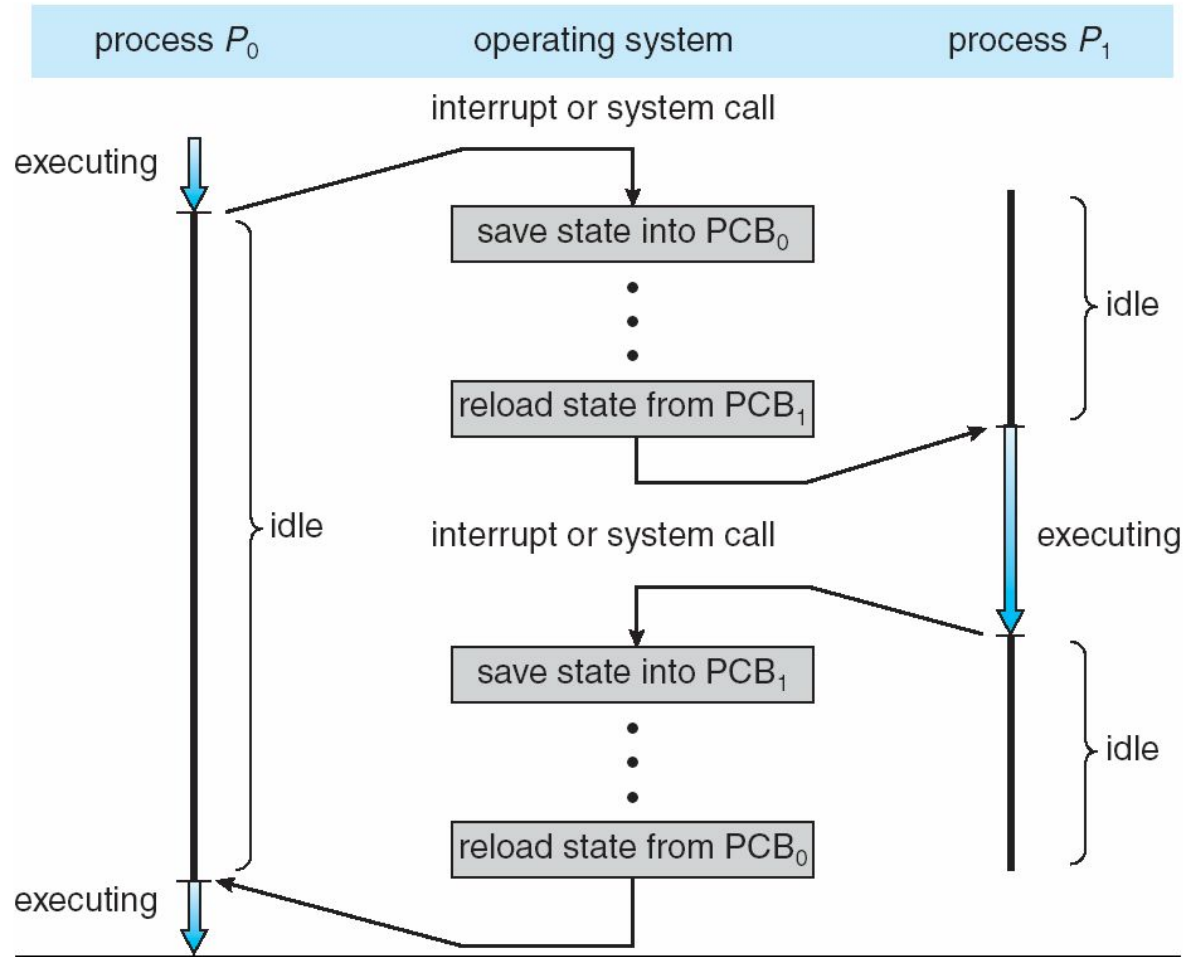 process P₀
operating system
process P₁
interrupt or system call
executing
save state into PCB₀
idle
reload state from PCB₁
idle
interrupt or system call
executing
save state into PCB₁
idle
reload state from PCB₀
executing